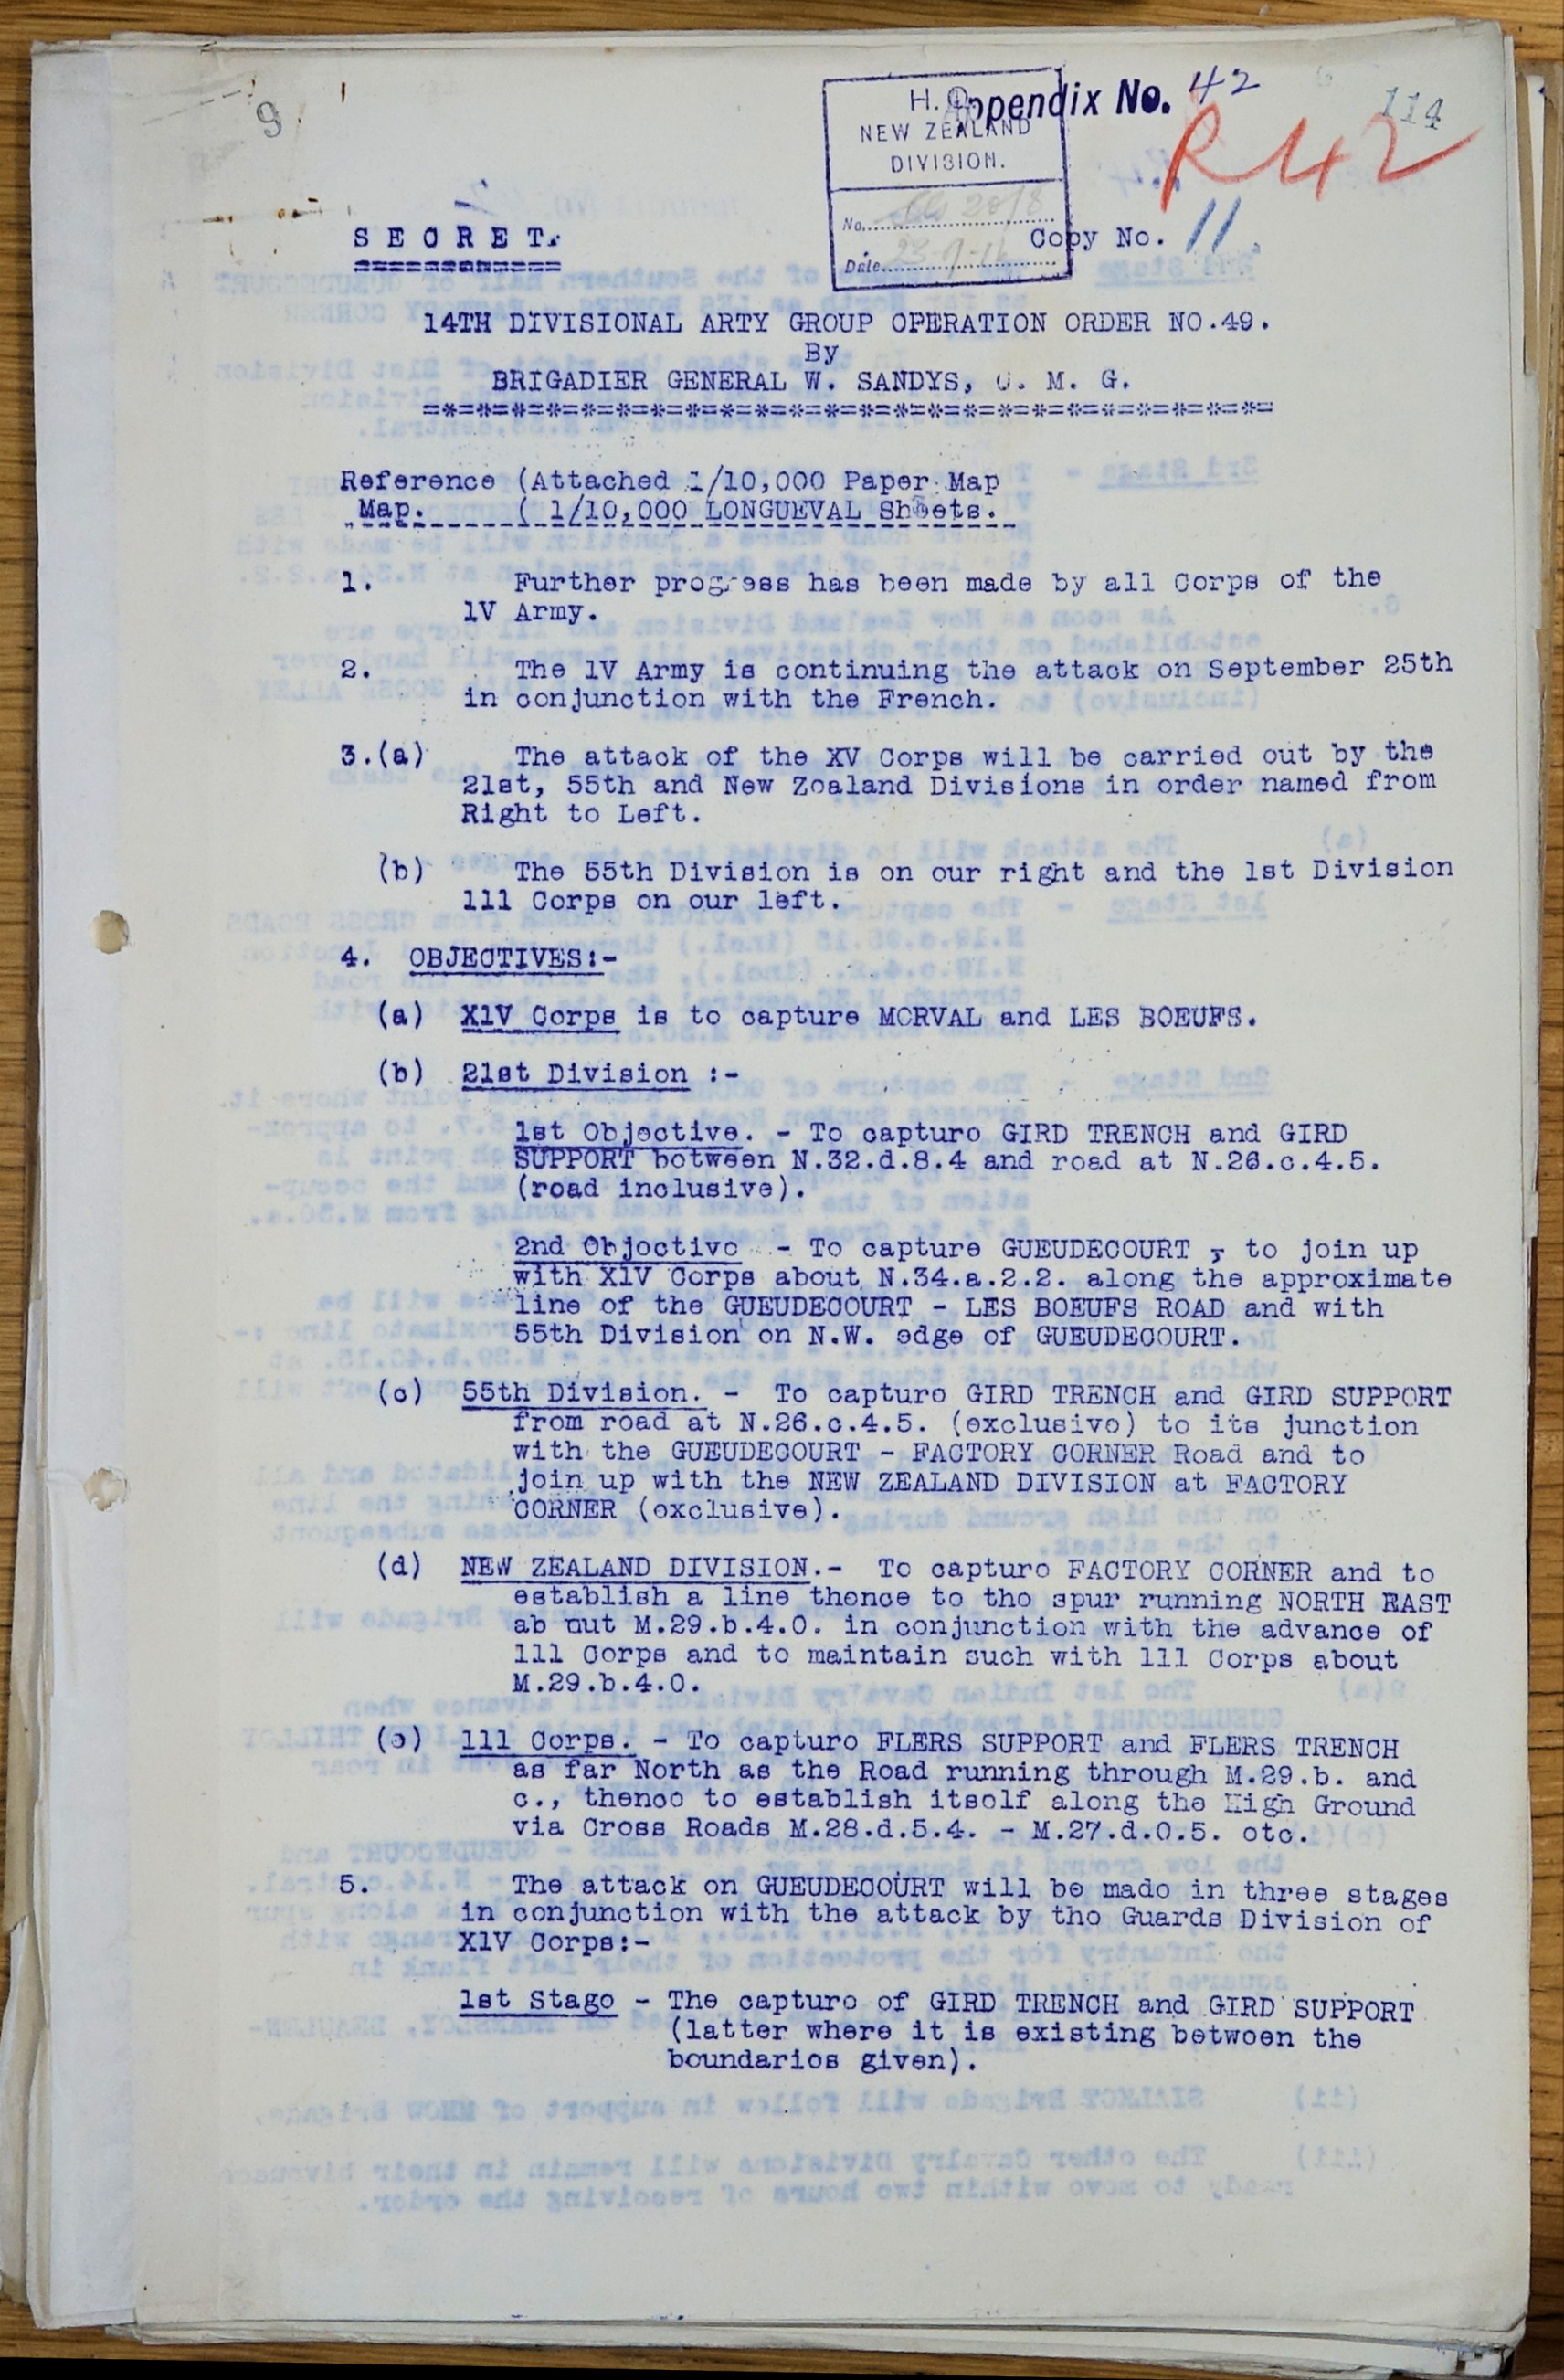 9
Appendix No. 42
114
R42
H.Q.
NEW ZEALAND
DIVISION.
No.
Date 23-9-16
SECRET.
Copy No. 11
14TH DIVISIONAL ARTY GROUP OPERATION ORDER NO.49.
By
BRIGADIER GENERAL W. SANDYS, C. M. G.
=*=*=*=*=*=*=*=*=*=*=*=*=*=*=*=*=*=*=*=*=*=*=*=*=
Reference (Attached 1/10,000 Paper Map
Map. ( 1/10,000 LONGUEVAL Sheets.
1. Further progress has been made by all Corps of the
1V Army.
2. The 1V Army is continuing the attack on September 25th
in conjunction with the French.
3.(a) The attack of the XV Corps will be carried out by the
21st, 55th and New Zealand Divisions in order named from
Right to Left.
(b) The 55th Division is on our right and the 1st Division
111 Corps on our left.
4. OBJECTIVES:-
(a) X1V Corps is to capture MORVAL and LES BOEUFS.
(b) 21st Division :-
1st Objective. - To capture GIRD TRENCH and GIRD
SUPPORT between N.32.d.8.4 and road at N.26.c.4.5.
(road inclusive).
2nd Objective - To capture GUEUDECOURT , to join up
with X1V Corps about N.34.a.2.2. along the approximate
line of the GUEUDECOURT - LES BOEUFS ROAD and with
55th Division on N.W. edge of GUEUDECOURT.
(c) 55th Division. - To capture GIRD TRENCH and GIRD SUPPORT
from road at N.26.c.4.5. (exclusive) to its junction
with the GUEUDECOURT - FACTORY CORNER Road and to
join up with the NEW ZEALAND DIVISION at FACTORY
CORNER (exclusive).
(d) NEW ZEALAND DIVISION.- To capture FACTORY CORNER and to
establish a line thence to the spur running NORTH EAST
ab out M.29.b.4.0. in conjunction with the advance of
111 Corps and to maintain such with 111 Corps about
M.29.b.4.0.
(e) 111 Corps. - To capture FLERS SUPPORT and FLERS TRENCH
as far North as the Road running through M.29.b. and
c., thence to establish itself along the High Ground
via Cross Roads M.28.d.5.4. - M.27.d.0.5. etc.
5. The attack on GUEUDECOURT will be made in three stages
in conjunction with the attack by the Guards Division of
X1V Corps:-
1st Stage - The capture of GIRD TRENCH and GIRD SUPPORT
(latter where it is existing between the
boundaries given).